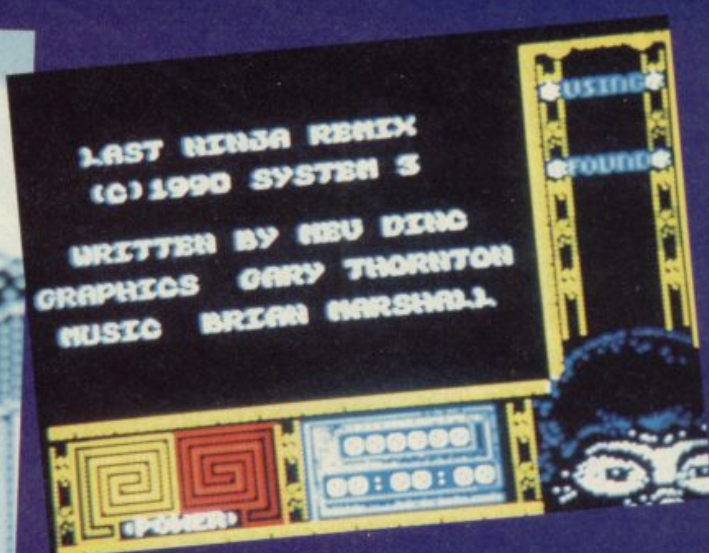 LAST NINJA REMIX
(C)1990 SYSTEM 3
WRITTEN BY MEV DINC
GRAPHICS GARY THORNTON
MUSIC BRIAN MARSHALL
USING
FOUND
000000
00:00:00
(POWER)